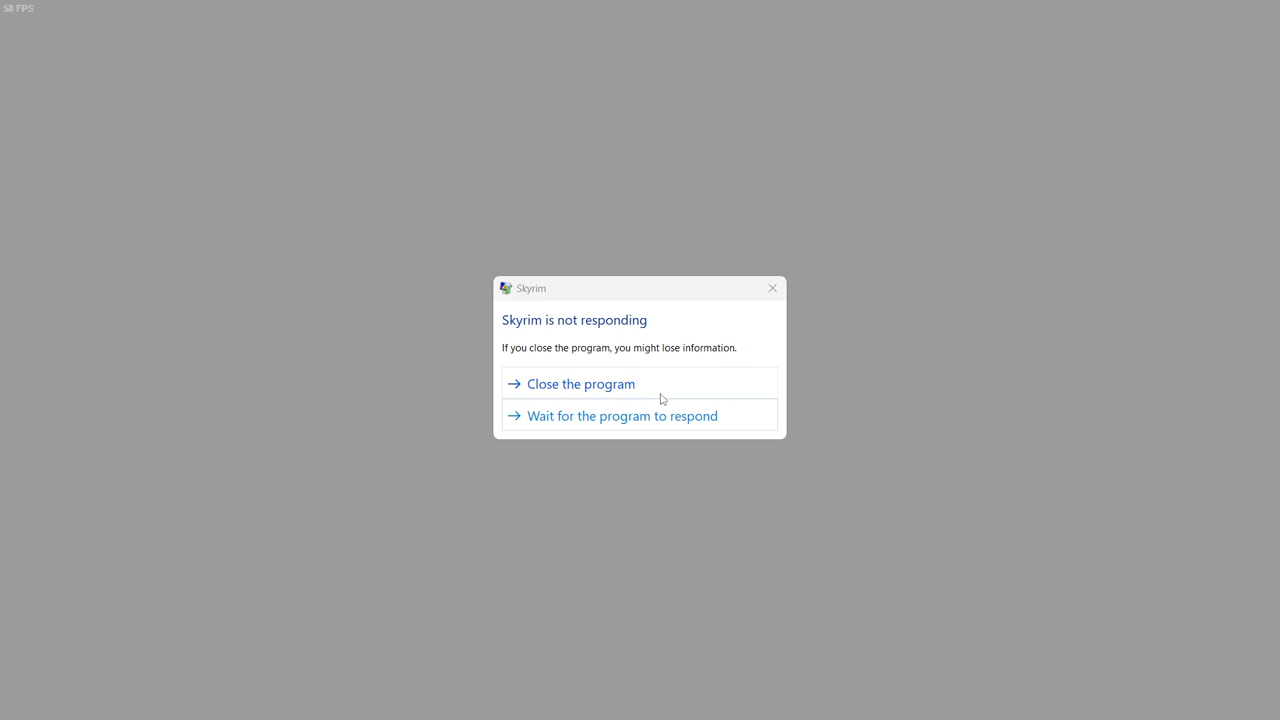 58 FPS
Skyrim
Skyrim is not responding
If you close the program, you might lose information.
Close the program
Wait for the program to respond